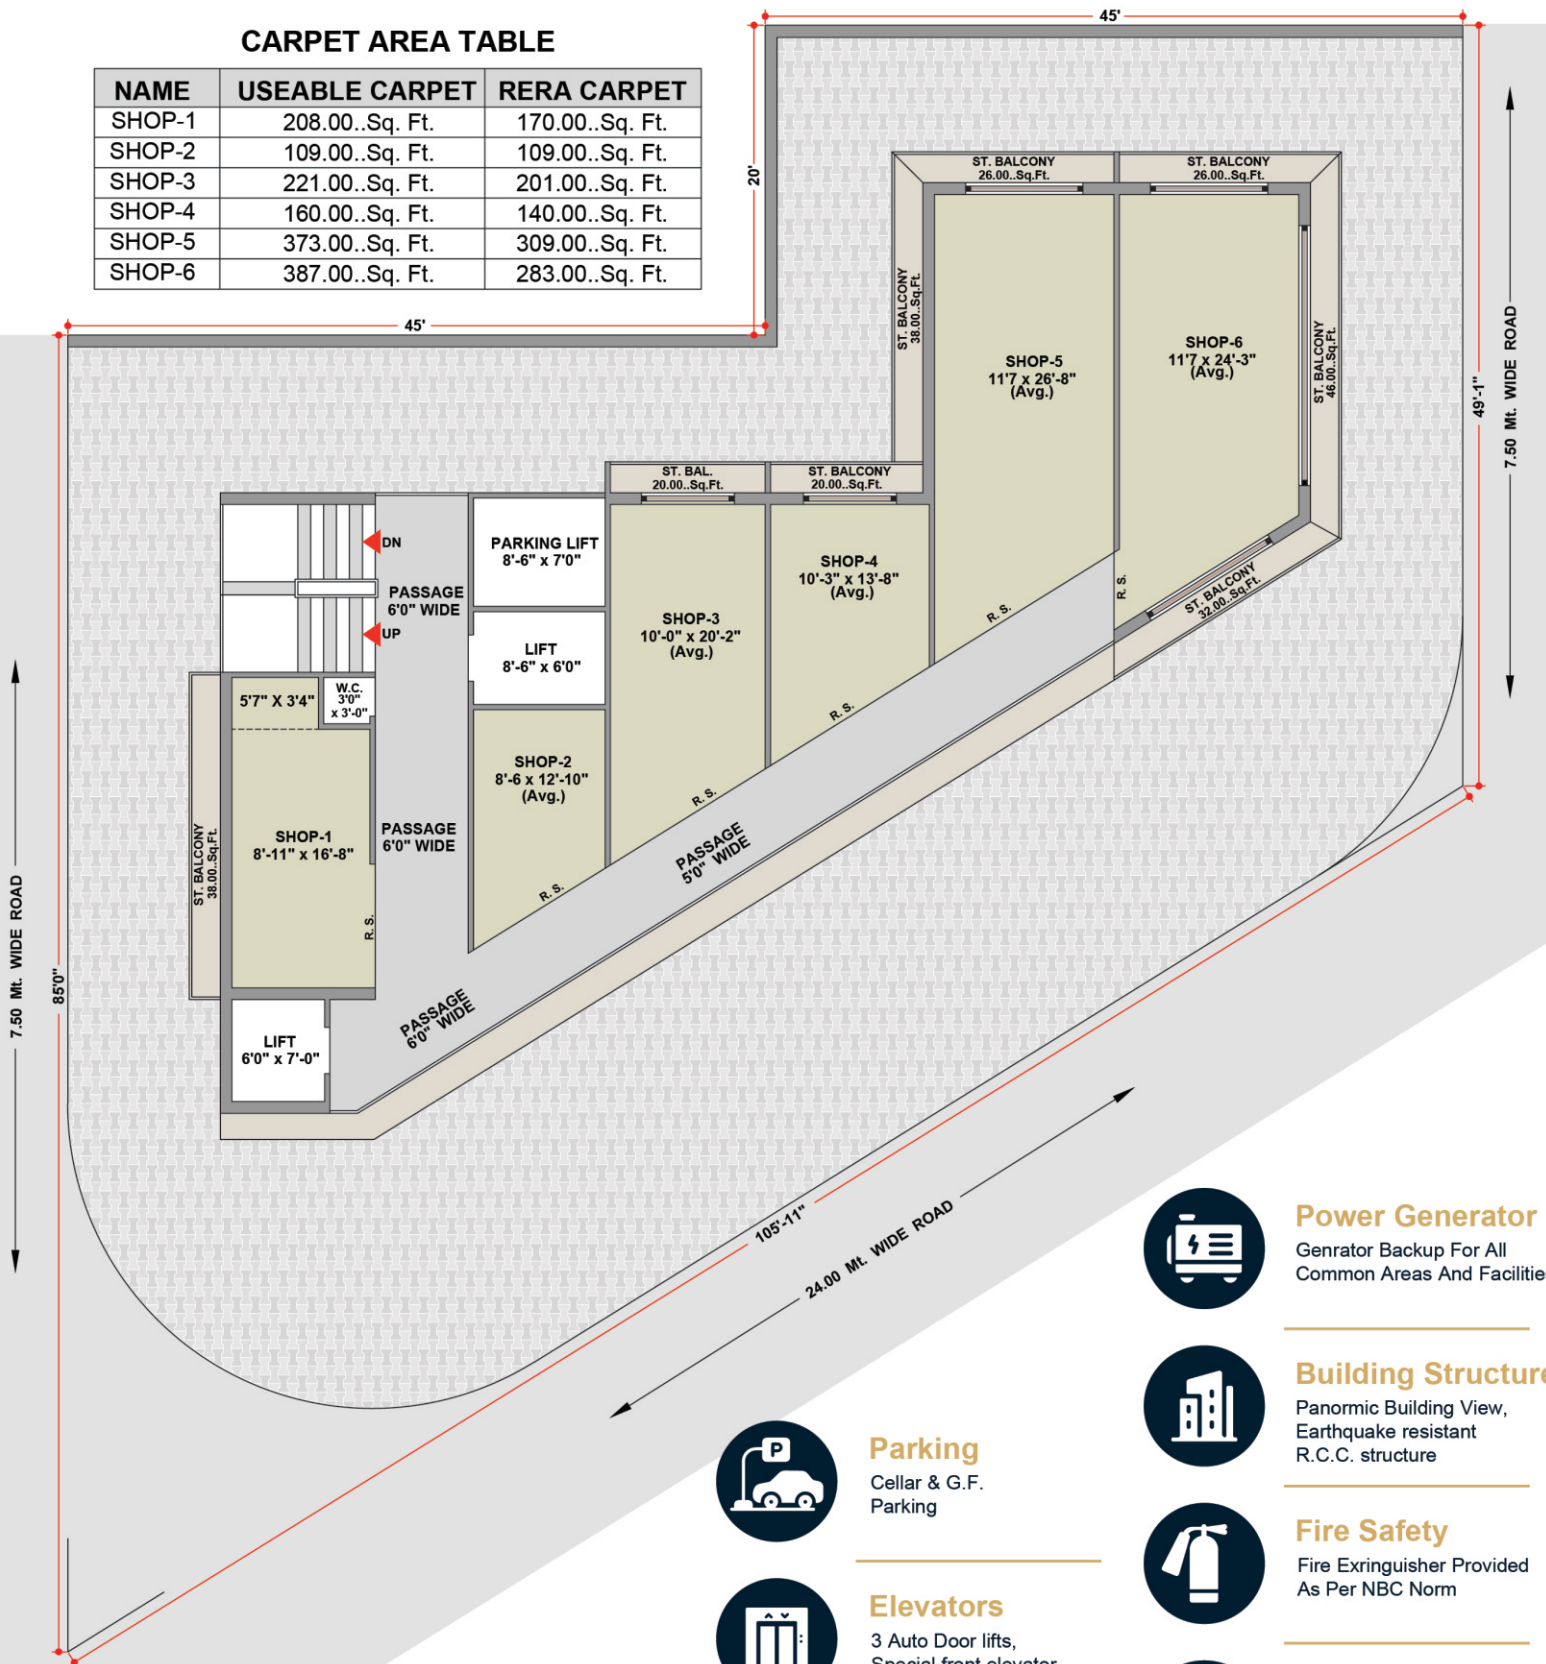 CARPET AREA TABLE
NAME USEABLE CARPET RERA CARPET
SHOP-1 208.00..Sq. Ft. 170.00..Sq. Ft.
SHOP-2 109.00..Sq. Ft. 109.00..Sq. Ft.
SHOP-3 221.00..Sq. Ft. 201.00..Sq. Ft.
SHOP-4 160.00..Sq. Ft. 140.00..Sq. Ft.
SHOP-5 373.00..Sq. Ft. 309.00..Sq. Ft.
SHOP-6 387.00..Sq. Ft. 283.00..Sq. Ft.
45'
20'
45'
49'-1"
7.50 Mt. WIDE ROAD
ST. BALCONY
26.00..Sq.Ft.
ST. BALCONY
26.00..Sq.Ft.
ST. BALCONY
38.00..Sq.Ft.
SHOP-5
11'7 x 26'-8"
(Avg.)
SHOP-6
11'7 x 24'-3"
(Avg.)
ST. BALCONY
46.00..Sq.Ft.
ST. BAL.
20.00..Sq.Ft.
ST. BALCONY
20.00..Sq.Ft.
DN
PASSAGE
6'0" WIDE
UP
PARKING LIFT
8'-6" x 7'0"
LIFT
8'-6" x 6'0"
SHOP-3
10'-0" x 20'-2"
(Avg.)
SHOP-4
10'-3" x 13'-8"
(Avg.)
R. S.
R. S.
ST. BALCONY
32.00..Sq.Ft.
5'7" X 3'4"
W.C.
3'0"
x 3'-0"
R. S.
SHOP-2
8'-6 x 12'-10"
(Avg.)
R. S.
SHOP-1
8'-11" x 16'-8"
PASSAGE
6'0" WIDE
PASSAGE
5'0" WIDE
ST. BALCONY
38.00..Sq.Ft.
R. S.
R. S.
7.50 Mt. WIDE ROAD
85'0"
PASSAGE
6'0" WIDE
LIFT
6'0" x 7'-0"
105'-11"
24.00 Mt. WIDE ROAD
Power Generator
Genrator Backup For All
Common Areas And Facilities
Building Structure
Panormic Building View,
Earthquake resistant
R.C.C. structure
P
Parking
Cellar & G.F.
Parking
Fire Safety
Fire Exringuisher Provided
As Per NBC Norm
Elevators
3 Auto Door lifts,
Special front elevator